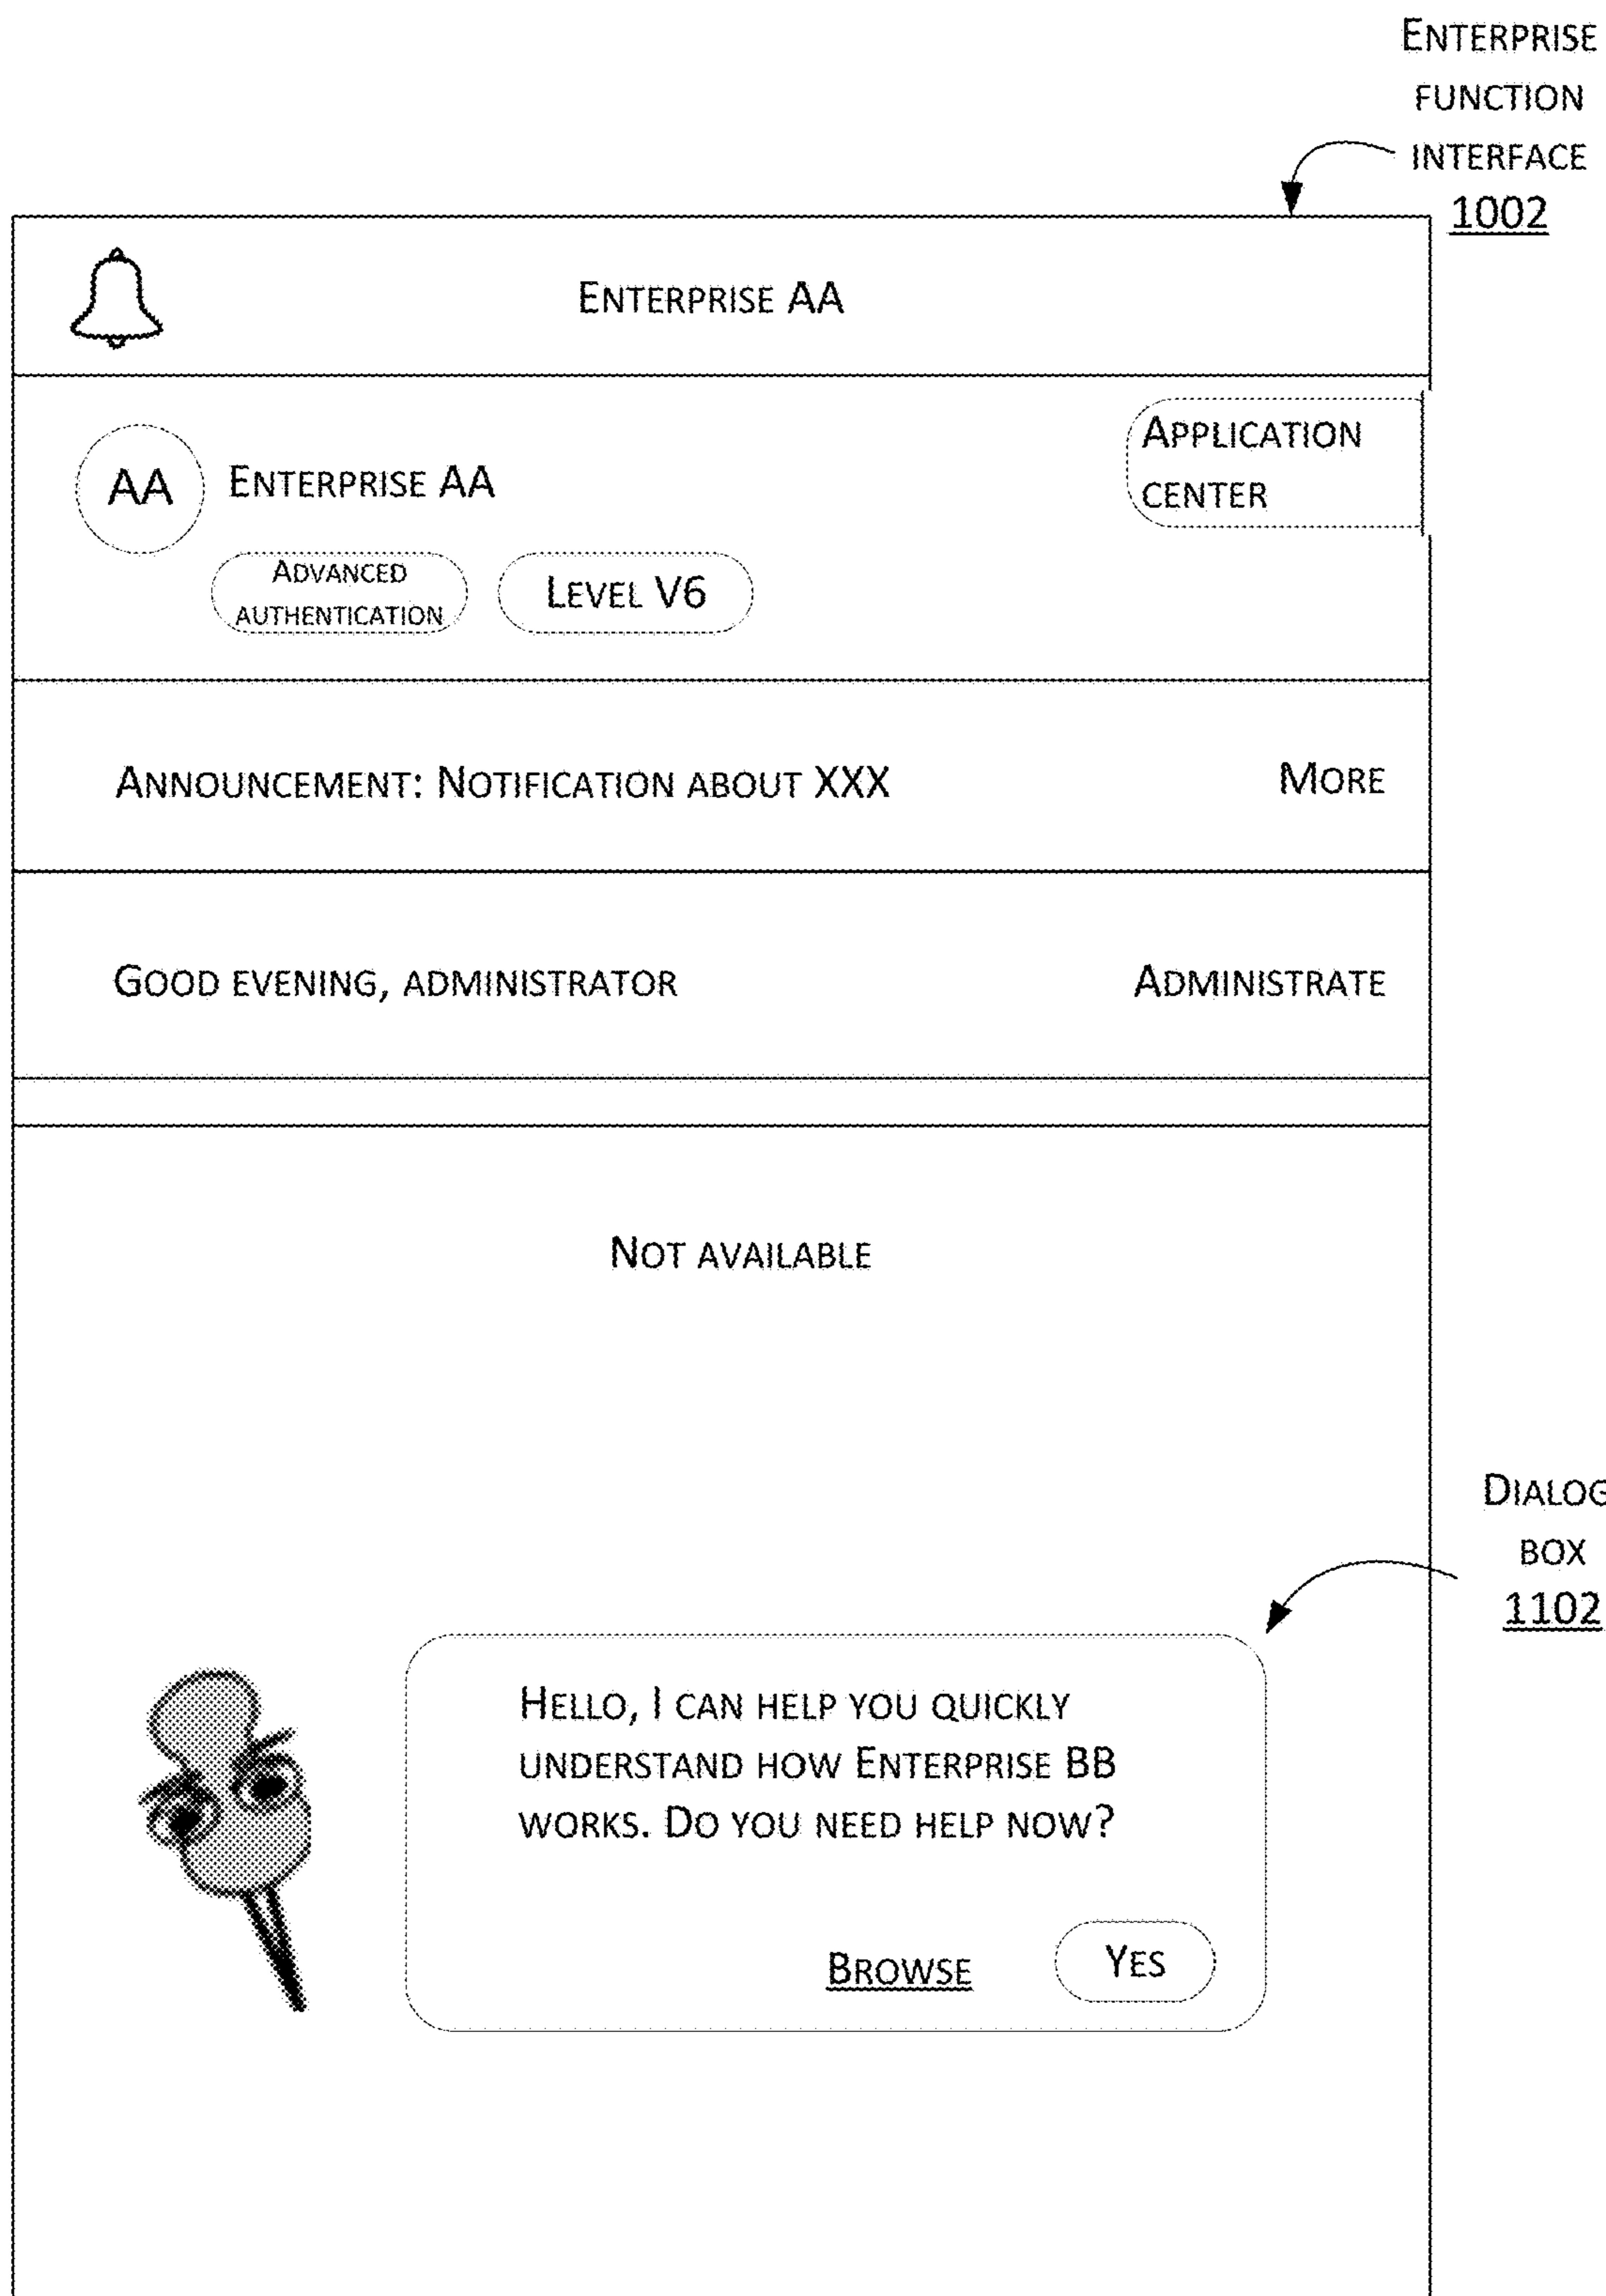 Enterprise
function
interface
1002
Enterprise AA
AA
Enterprise AA
Application
center
Advanced
authentication
Level V6
Announcement: Notification about XXX
More
Good evening, administrator
Administrate
Not available
Dialog
box
1102
Hello, I can help you quickly
understand how Enterprise BB
works. Do you need help now?
Browse
Yes